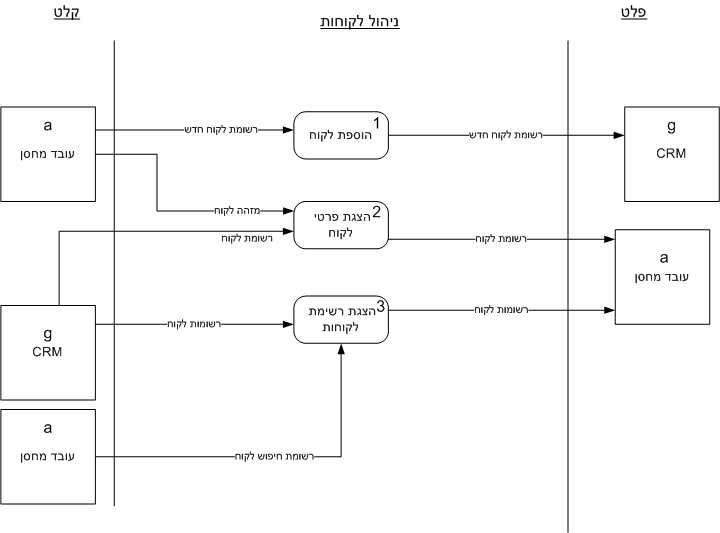 קלט
ניהול לקוחות
פלט
a
עובד מחסן
רשומת לקוח חדש
1
הוספת לקוח
רשומת לקוח חדש
g
CRM
מזהה לקוח
רשומת לקוח
2
הצגת פרטי
לקוח
רשומת לקוח
a
עובד מחסן
g
CRM
רשומות לקוח
3
הצגת רשימת
לקוחות
רשומות לקוח
a
עובד מחסן
רשומת חיפוש לקוח